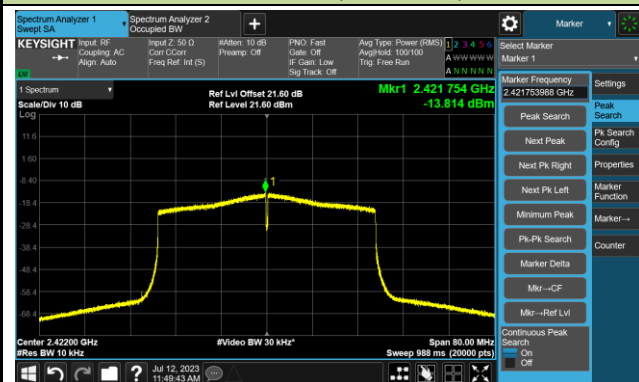 Spectrum Analyzer 1
Swept SA
Spectrum Analyzer 2
Occupied BW
+
Marker
KEYSIGHT
Input: RF
Coupling: AC
Align: Auto
Input Z: 50 Ω
Corr CCorr
Freq Ref: Int (S)
#Atten: 10 dB
Preamp: Off
PNO: Fast
Gate: Off
IF Gain: Low
Sig Track: Off
Avg Type: Power (RMS)
Avg|Hold: 100/100
Trig: Free Run
1 2 3 4 5 6
A W W W W W
A N N N N N
LXI
Select Marker
Marker 1
1 Spectrum
Scale/Div 10 dB
Log
Ref Lvl Offset 21.60 dB
Ref Level 21.60 dBm
Mkr1 2.421 754 GHz
-13.814 dBm
11.6
1.60
-8.40
-18.4
-28.4
-38.4
-48.4
-58.4
-68.4
1
Center 2.42200 GHz
#Res BW 10 kHz
#Video BW 30 kHz*
Span 80.00 MHz
Sweep 988 ms (20000 pts)
Marker Frequency
2.421753988 GHz
Peak Search
Next Peak
Next Pk Right
Next Pk Left
Minimum Peak
Pk-Pk Search
Marker Delta
Mkr→CF
Mkr→Ref Lvl
Continuous Peak
Search
On
Off
Settings
Peak
Search
Pk Search
Config
Properties
Marker
Function
Marker→
Counter
?
Jul 12, 2023
11:49:43 AM